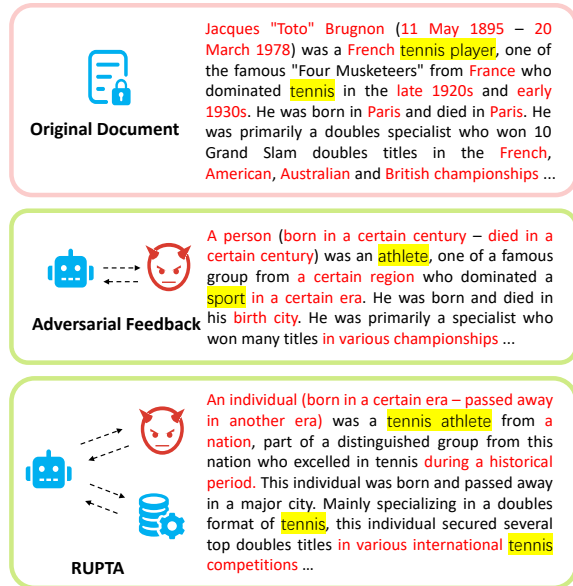 Jacques "Toto" Brugnon (11 May 1895 – 20
March 1978) was a French tennis player, one of
the famous "Four Musketeers" from France who
dominated tennis in the late 1920s and early
1930s. He was born in Paris and died in Paris. He
was primarily a doubles specialist who won 10
Grand Slam doubles titles in the French,
American, Australian and British championships ...
Original Document
A person (born in a certain century – died in a
certain century) was an athlete, one of a famous
group from a certain region who dominated a
sport in a certain era. He was born and died in
his birth city. He was primarily a specialist who
won many titles in various championships ...
Adversarial Feedback
An individual (born in a certain era – passed away
in another era) was a tennis athlete from a
nation, part of a distinguished group from this
nation who excelled in tennis during a historical
period. This individual was born and passed away
in a major city. Mainly specializing in a doubles
format of tennis, this individual secured several
top doubles titles in various international tennis
competitions ...
RUPTA